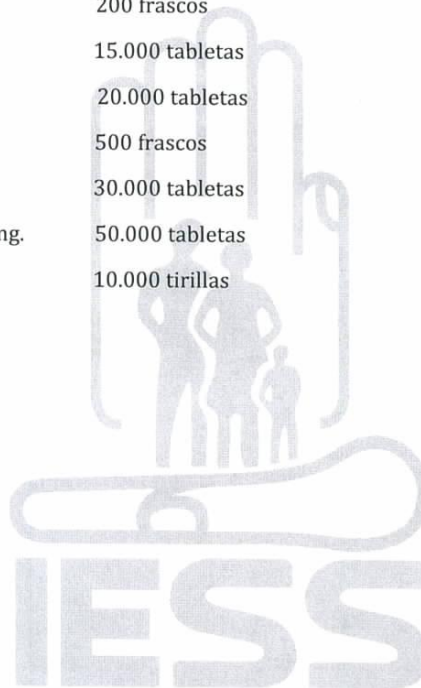 200 frascos
15.000 tabletas
20.000 tabletas
500 frascos
30.000 tabletas
ng. 50.000 tabletas
10.000 tirillas
IESS